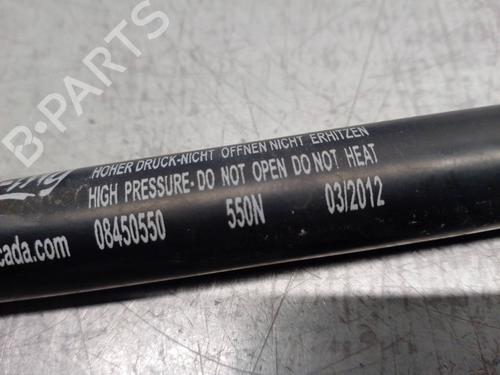 B-PARTS
HOHER DRUCK-NICHT OFFNEN NICHT ERHITZEN
HIGH PRESSURE- DO NOT OPEN DO NOT HEAT
cada.com 08450550 550N 03/2012